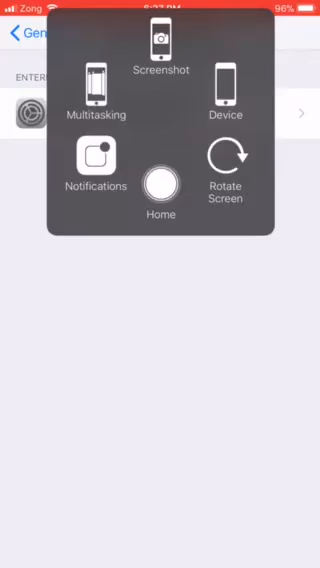 Zong
96%
Gen
ENTER
Screenshot
Multitasking
Device
Notifications
Rotate
Screen
Home